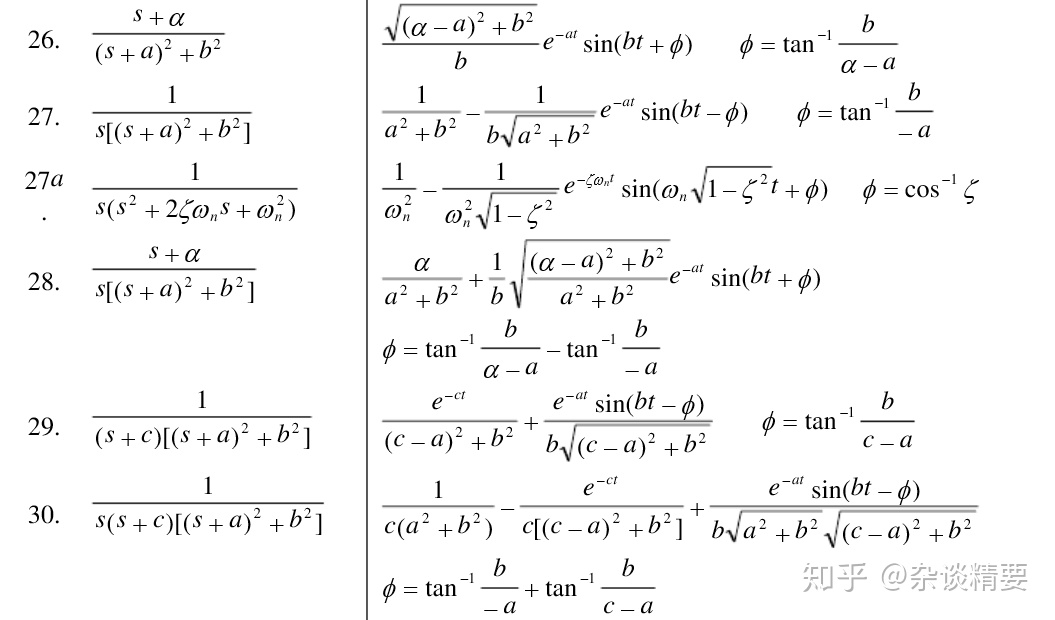 26. \frac{s+\alpha}{(s+a)^2+b^2} \frac{\sqrt{(\alpha-a)^2+b^2}}{b}e^{-at}\sin(bt+\phi) \phi=\tan^{-1}\frac{b}{\alpha-a}
27. \frac{1}{s[(s+a)^2+b^2]} \frac{1}{a^2+b^2}-\frac{1}{b\sqrt{a^2+b^2}}e^{-at}\sin(bt-\phi) \phi=\tan^{-1}\frac{b}{-a}
27a. \frac{1}{s(s^2+2\zeta\omega_n s+\omega_n^2)} \frac{1}{\omega_n^2}-\frac{1}{\omega_n^2\sqrt{1-\zeta^2}}e^{-\zeta\omega_n t}\sin(\omega_n\sqrt{1-\zeta^2}t+\phi) \phi=\cos^{-1}\zeta
28. \frac{s+\alpha}{s[(s+a)^2+b^2]} \frac{\alpha}{a^2+b^2}+\frac{1}{b}\sqrt{\frac{(\alpha-a)^2+b^2}{a^2+b^2}}e^{-at}\sin(bt+\phi)
\phi=\tan^{-1}\frac{b}{\alpha-a}-\tan^{-1}\frac{b}{-a}
29. \frac{1}{(s+c)[(s+a)^2+b^2]} \frac{e^{-ct}}{(c-a)^2+b^2}+\frac{e^{-at}\sin(bt-\phi)}{b\sqrt{(c-a)^2+b^2}} \phi=\tan^{-1}\frac{b}{c-a}
30. \frac{1}{s(s+c)[(s+a)^2+b^2]} \frac{1}{c(a^2+b^2)}-\frac{e^{-ct}}{c[(c-a)^2+b^2]}+\frac{e^{-at}\sin(bt-\phi)}{b\sqrt{a^2+b^2}\sqrt{(c-a)^2+b^2}}
\phi=\tan^{-1}\frac{b}{-a}+\tan^{-1}\frac{b}{c-a}
知乎 @杂谈精要